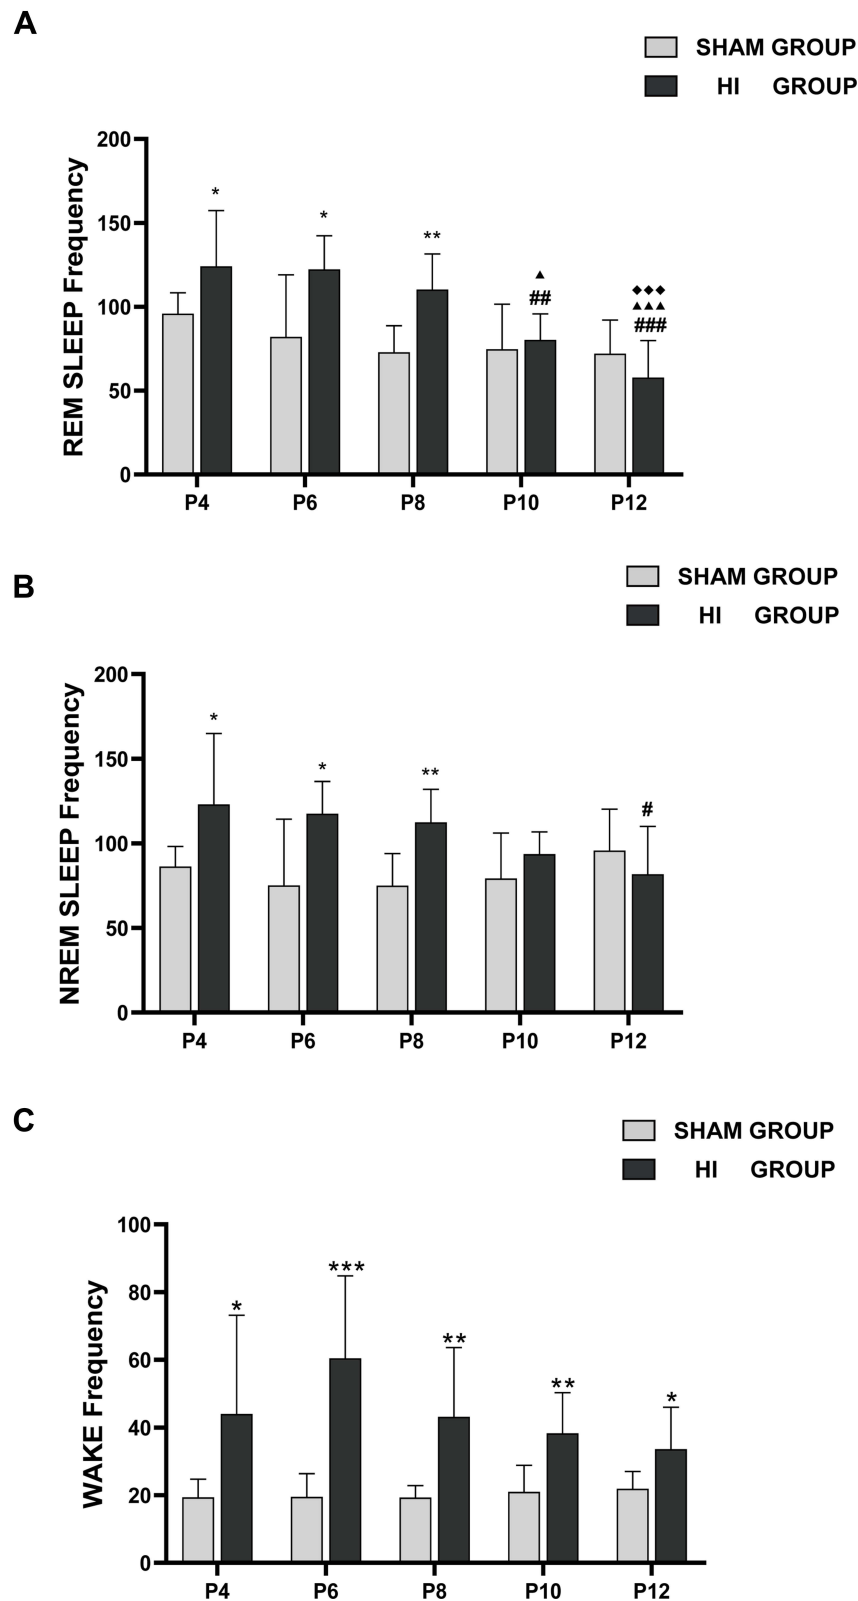 A
SHAM GROUP
HI GROUP
REM SLEEP Frequency
200
150
100
50
0
*
*
**
▲
##
◆◆◆
▲▲▲
###
P4 P6 P8 P10 P12
B
SHAM GROUP
HI GROUP
NREM SLEEP Frequency
200
150
100
50
0
*
*
**
#
P4 P6 P8 P10 P12
C
SHAM GROUP
HI GROUP
WAKE Frequency
100
80
60
40
20
0
*
***
**
**
*
P4 P6 P8 P10 P12